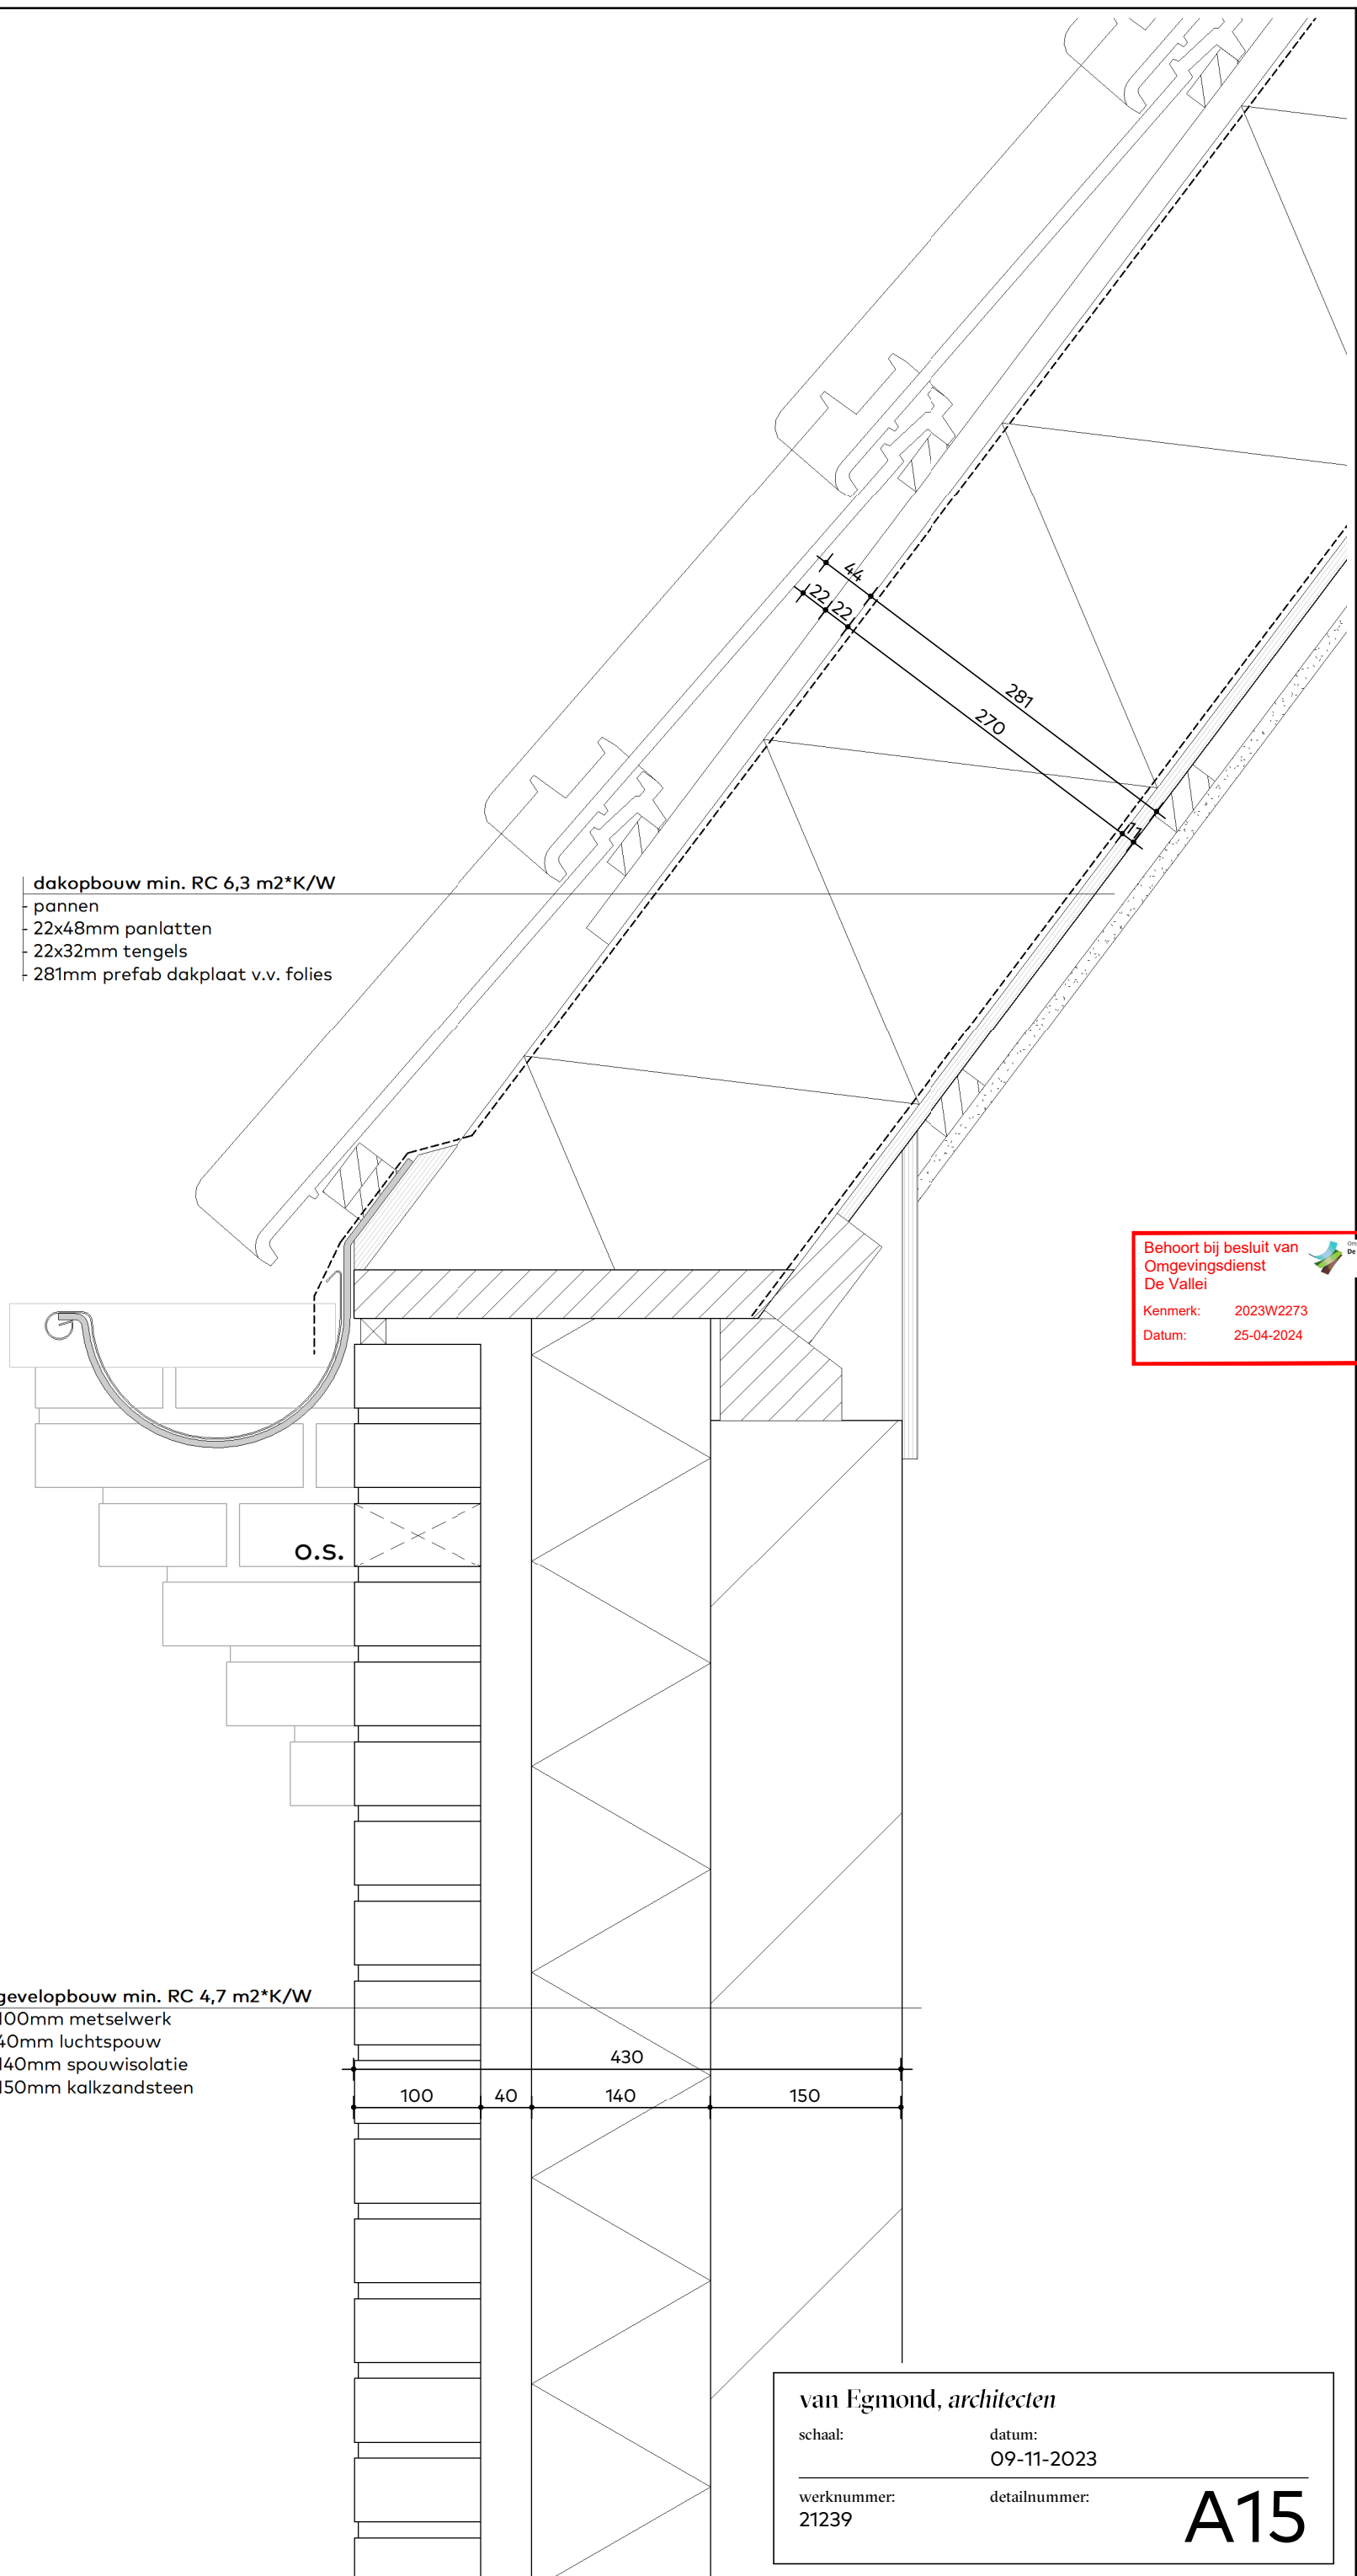 44
22
22
281
270
11
dakopbouw min. RC 6,3 m2*K/W
- pannen
- 22x48mm panlatten
- 22x32mm tengels
- 281mm prefab dakplaat v.v. folies
Behoort bij besluit van
Omgevingsdienst
De Vallei
Kenmerk: 2023W2273
Datum: 25-04-2024
o.s.
gevelopbouw min. RC 4,7 m2*K/W
100mm metselwerk
40mm luchtspouw
140mm spouwisolatie
150mm kalkzandsteen
430
100 40 140 150
van Egmond, architecten
schaal: datum:
09-11-2023
werknummer: detailnummer:
21239
A15